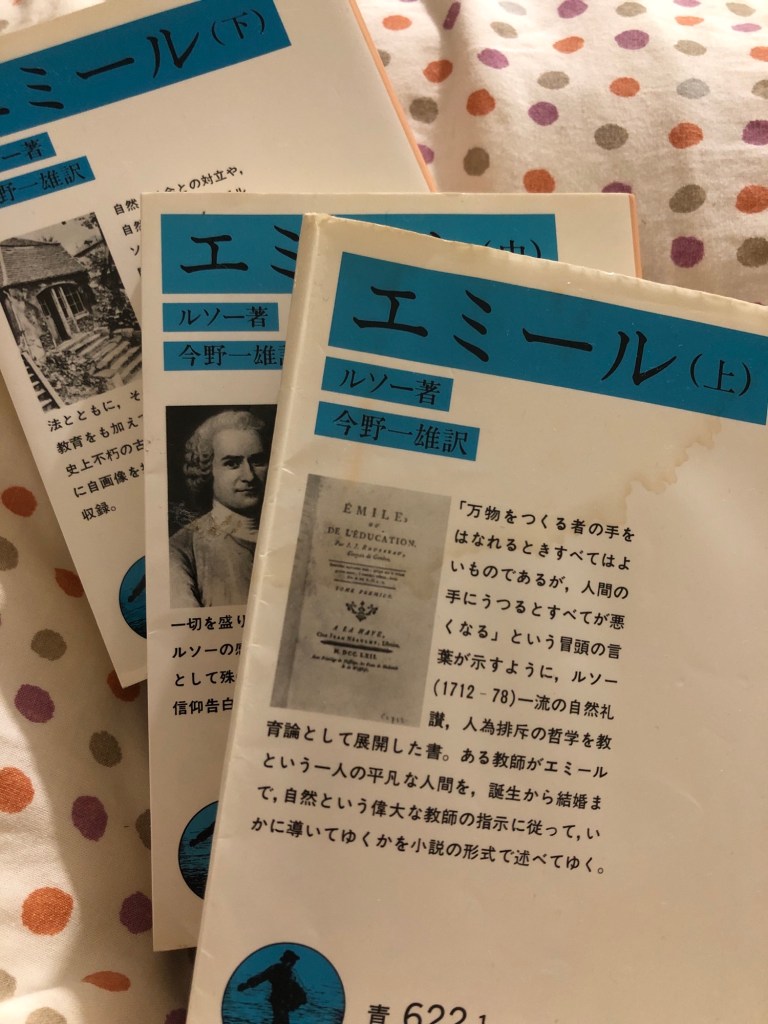 ミール(下)
ー著
野一雄訳
との対立や,
自然
法とともに,そ
教育をも加え
史上不朽の古
に自画像を
収録。
エミ
ルソー著
今野一雄
一切を盛り
ルソーの
として殊
信仰告白
エミール(上)
ルソー著
今野一雄訳
ÉMILE,
OU
DE L'ÉDUCATION.
TOME PREMIER.
A LA HAYE,
M. DCC. LXII.
「万物をつくる者の手を
はなれるときすべてはよ
いものであるが,人間の
手にうつるとすべてが悪
くなる」という冒頭の言
葉が示すように,ルソー
(1712‐78)一流の自然礼
讃,人為排斥の哲学を教
育論として展開した書。ある教師がエミール
という一人の平凡な人間を,誕生から結婚ま
で,自然という偉大な教師の指示に従って,い
かに導いてゆくかを小説の形式で述べてゆく。
青 622
1